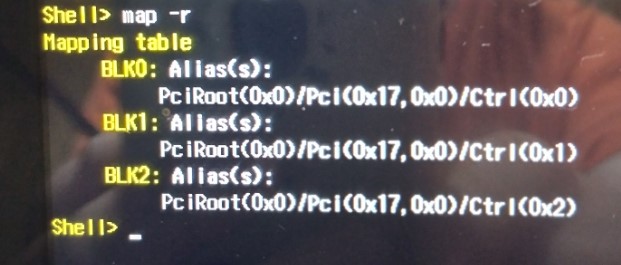 Shell> map -r
Mapping table
BLK0: Alias(s):
PciRoot(0x0)/Pci(0x17,0x0)/Ctrl(0x0)
BLK1: Alias(s):
PciRoot(0x0)/Pci(0x17,0x0)/Ctrl(0x1)
BLK2: Alias(s):
PciRoot(0x0)/Pci(0x17,0x0)/Ctrl(0x2)
Shell> _